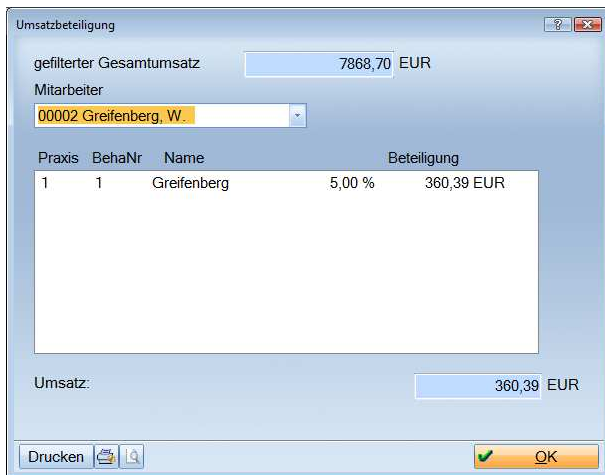 Umsatzbeteiligung
gefilterter Gesamtumsatz 7868,70 EUR
Mitarbeiter
00002 Greifenberg, W.
Praxis BehaNr Name Beteiligung
1 1 Greifenberg 5,00 % 360,39 EUR
Umsatz: 360,39 EUR
Drucken OK